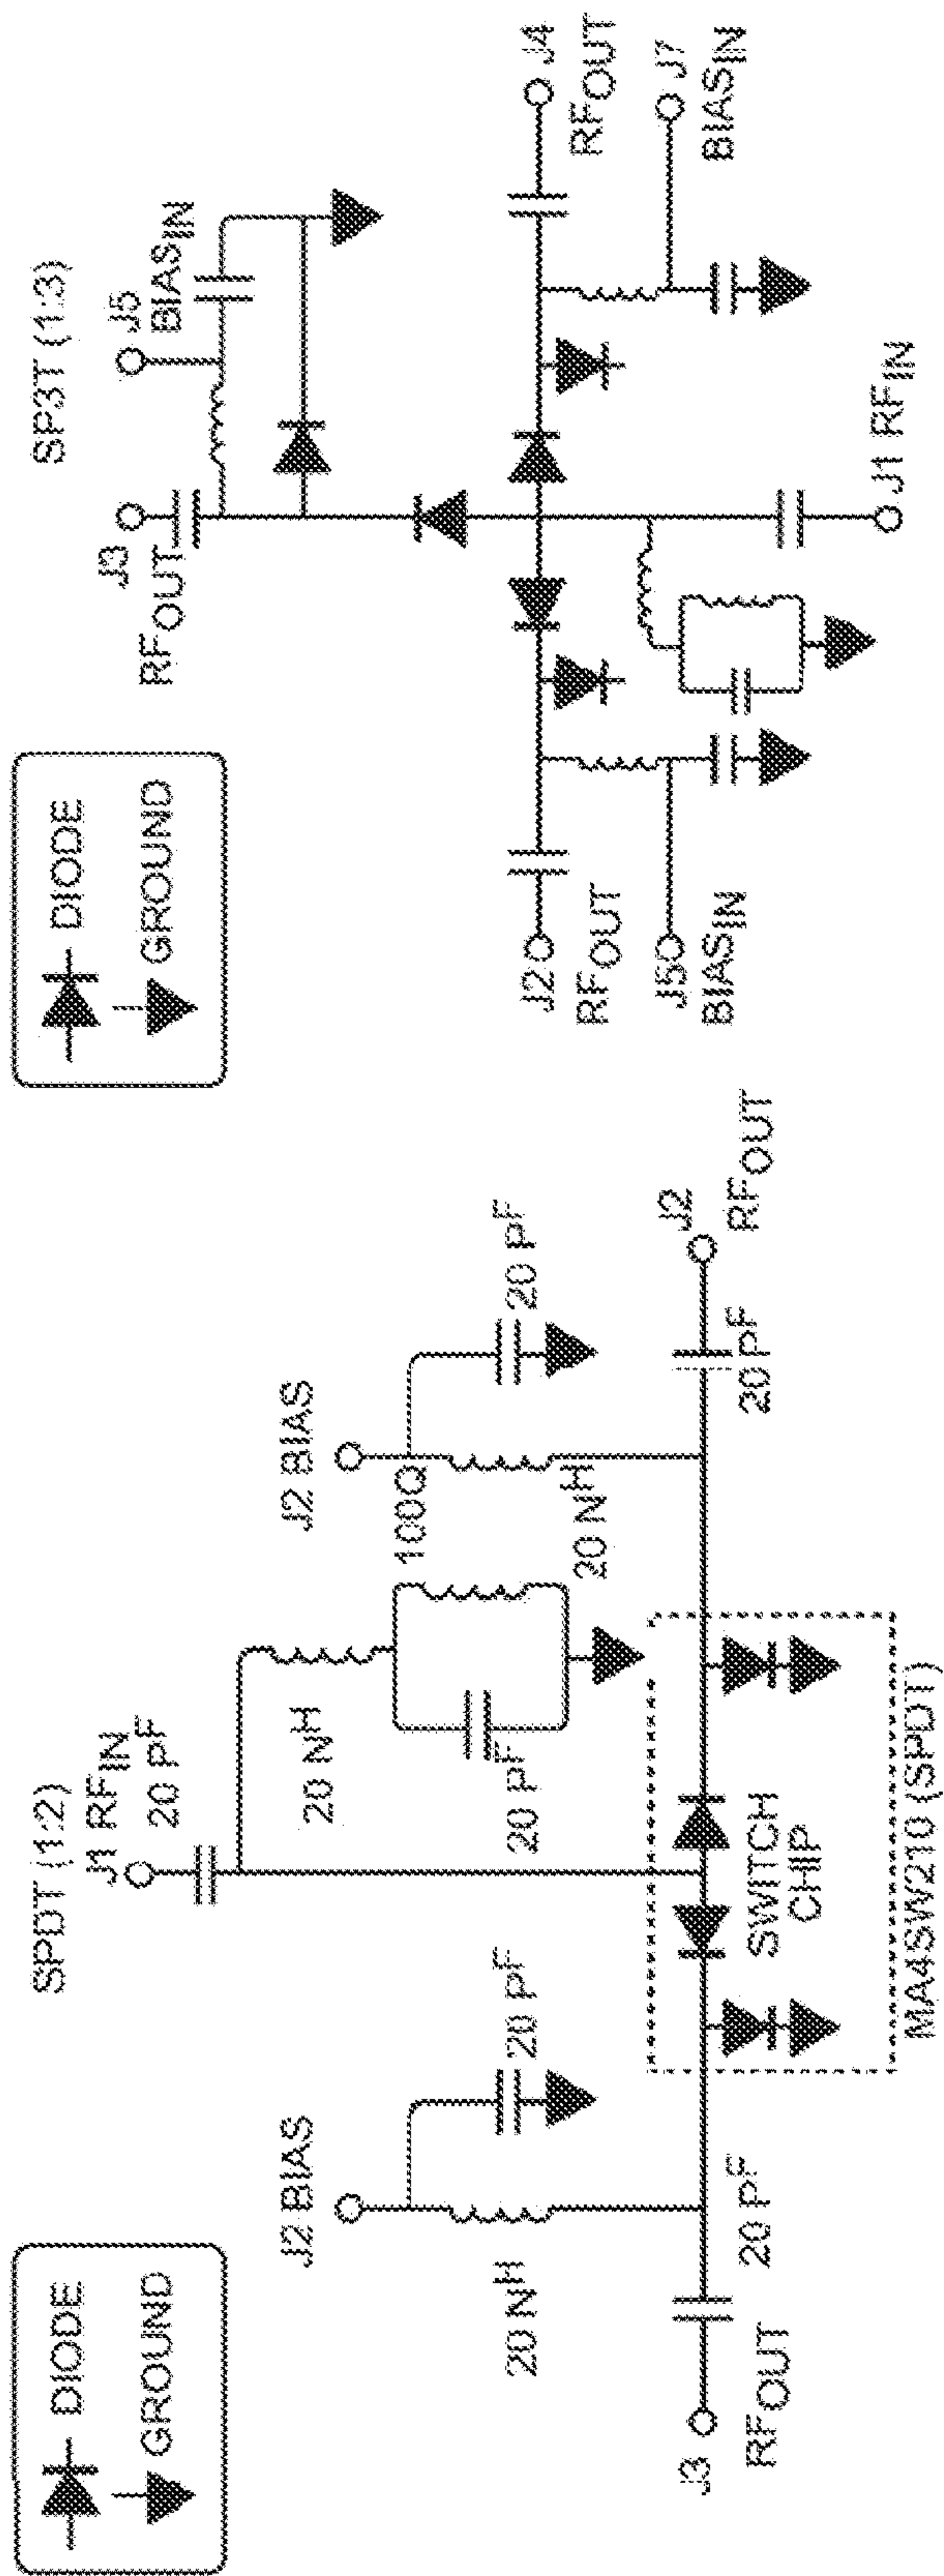 DIODE
GROUND
SPDT (1:2)
J1 RFIN
20 PF
J2 BIAS
20 PF
20 NH
20 NH
20 PF
J2 BIAS
100Ω
20 PF
20 NH
J3
RFOUT
20 PF
SWITCH
CHIP
MA4SW210 (SPDT)
20 PF
J2
RFOUT
DIODE
GROUND
SP3T (1:3)
J3
RFOUT
J5
BIASIN
J2
RFOUT
J5
BIASIN
J4
RFOUT
J7
BIASIN
J1 RFIN